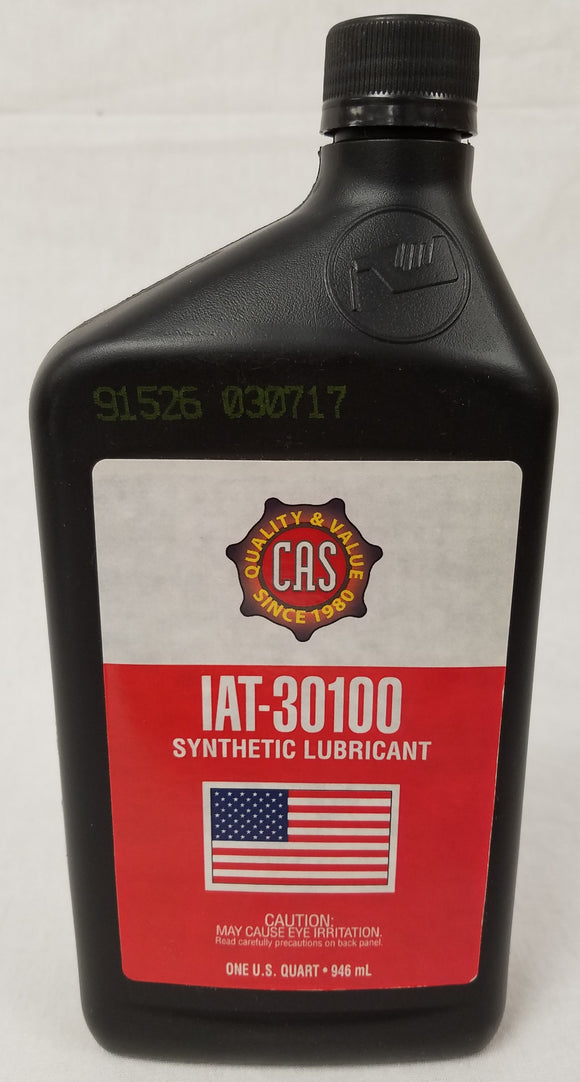 91526 030717
QUALITY & VALUE
CAS
SINCE 1980
IAT-30100
SYNTHETIC LUBRICANT
CAUTION:
MAY CAUSE EYE IRRITATION.
Read carefully precautions on back panel.
ONE U.S. QUART • 946 mL